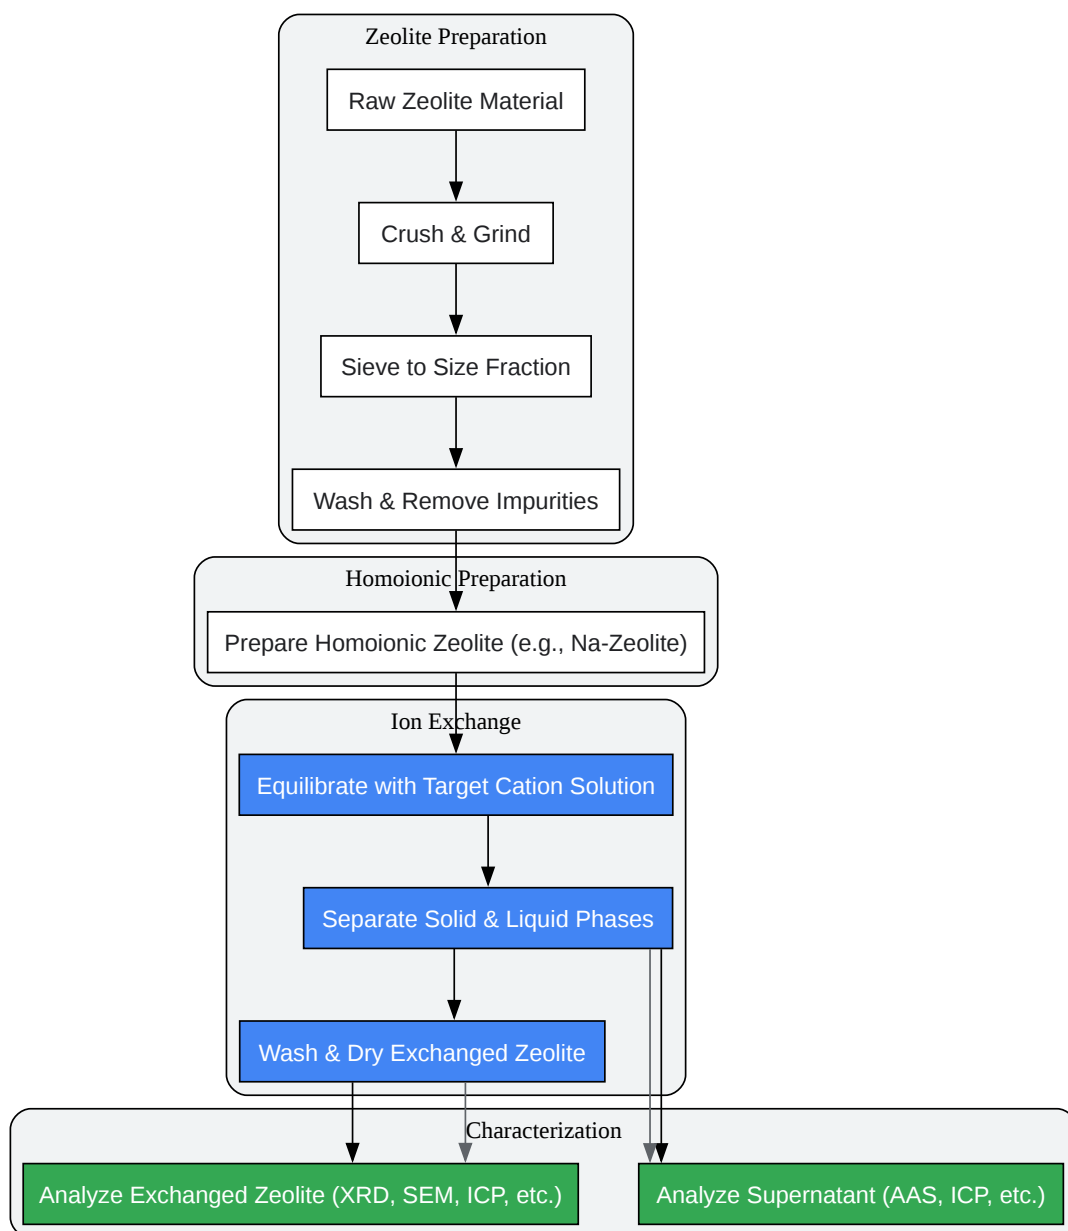 Zeolite Preparation
Raw Zeolite Material
Crush & Grind
Sieve to Size Fraction
Wash & Remove Impurities
Homoionic Preparation
Prepare Homoionic Zeolite (e.g., Na-Zeolite)
Ion Exchange
Equilibrate with Target Cation Solution
Separate Solid & Liquid Phases
Wash & Dry Exchanged Zeolite
Characterization
Analyze Exchanged Zeolite (XRD, SEM, ICP, etc.)
Analyze Supernatant (AAS, ICP, etc.)